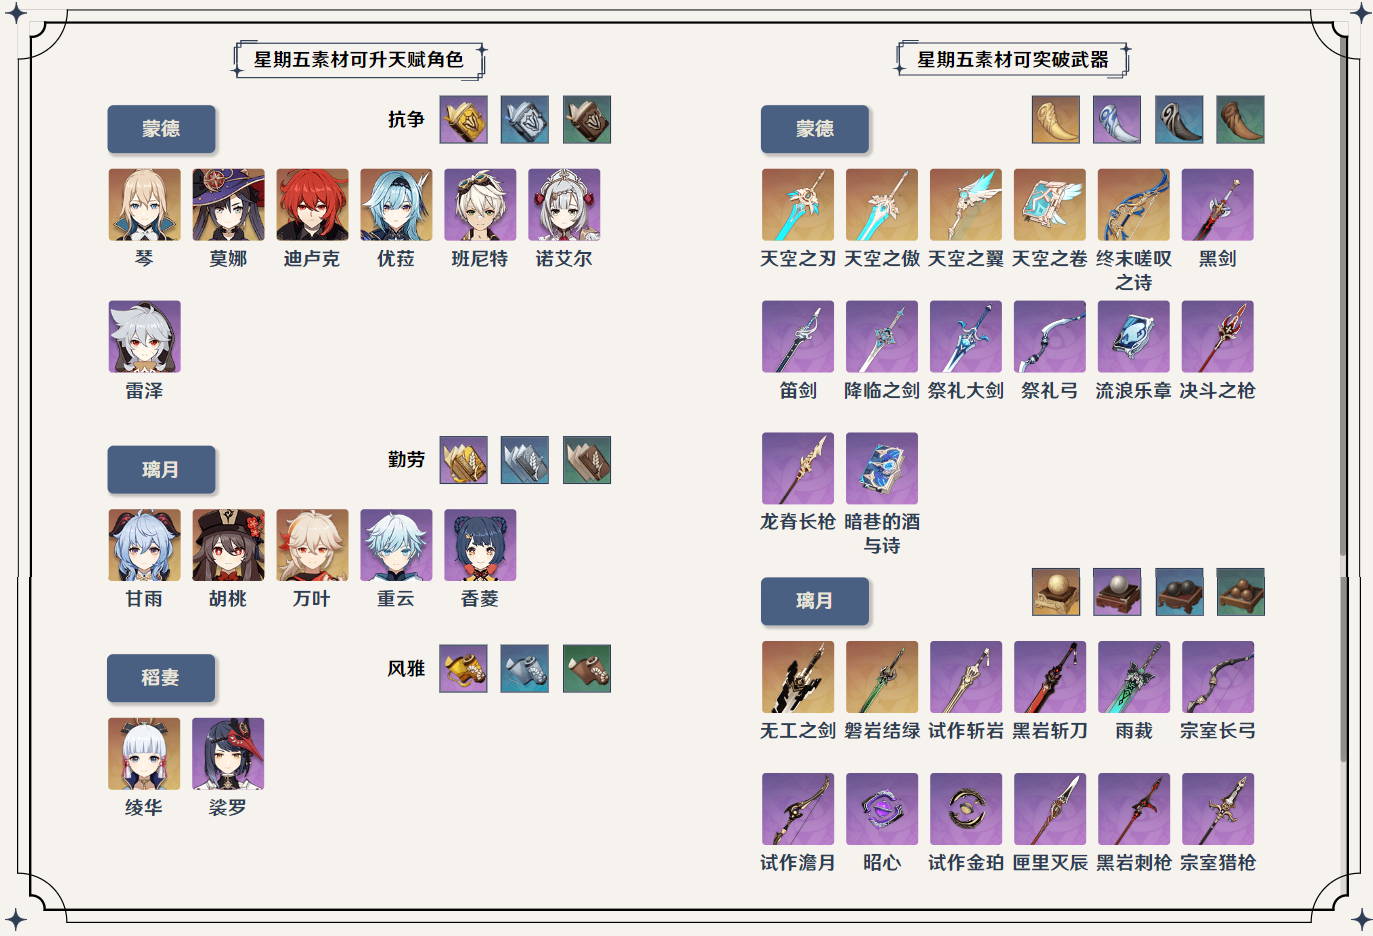 星期五素材可升天赋角色
蒙德
抗争
琴 莫娜 迪卢克 优菈 班尼特 诺艾尔
雷泽
璃月
勤劳
甘雨 胡桃 万叶 重云 香菱
稻妻
风雅
绫华 裟罗
星期五素材可突破武器
蒙德
天空之刃 天空之傲 天空之翼 天空之卷 终末嗟叹 黑剑
之诗
笛剑 降临之剑 祭礼大剑 祭礼弓 流浪乐章 决斗之枪
龙脊长枪 暗巷的酒
与诗
璃月
无工之剑 磐岩结绿 试作斩岩 黑岩斩刀 雨裁 宗室长弓
试作澹月 昭心 试作金珀 匣里灭辰 黑岩刺枪 宗室猎枪